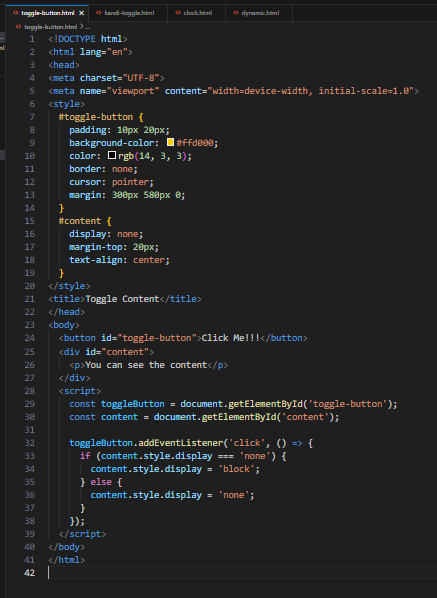 toggle-button.html × kandi-toggle.html clock.html dynamic.html
toggle-button.html > ...
1 <!DOCTYPE html>
2 <html lang="en">
3 <head>
4 <meta charset="UTF-8">
5 <meta name="viewport" content="width=device-width, initial-scale=1.0">
6 <style>
7 #toggle-button {
8 padding: 10px 20px;
9 background-color: #ffd000;
10 color: rgb(14, 3, 3);
11 border: none;
12 cursor: pointer;
13 margin: 300px 580px 0;
14 }
15 #content {
16 display: none;
17 margin-top: 20px;
18 text-align: center;
19 }
20 </style>
21 <title>Toggle Content</title>
22 </head>
23 <body>
24 <button id="toggle-button">Click Me!!!</button>
25 <div id="content">
26 <p>You can see the content</p>
27 </div>
28 <script>
29 const toggleButton = document.getElementById('toggle-button');
30 const content = document.getElementById('content');
31
32 toggleButton.addEventListener('click', () => {
33 if (content.style.display === 'none') {
34 content.style.display = 'block';
35 } else {
36 content.style.display = 'none';
37 }
38 });
39 </script>
40 </body>
41 </html>
42